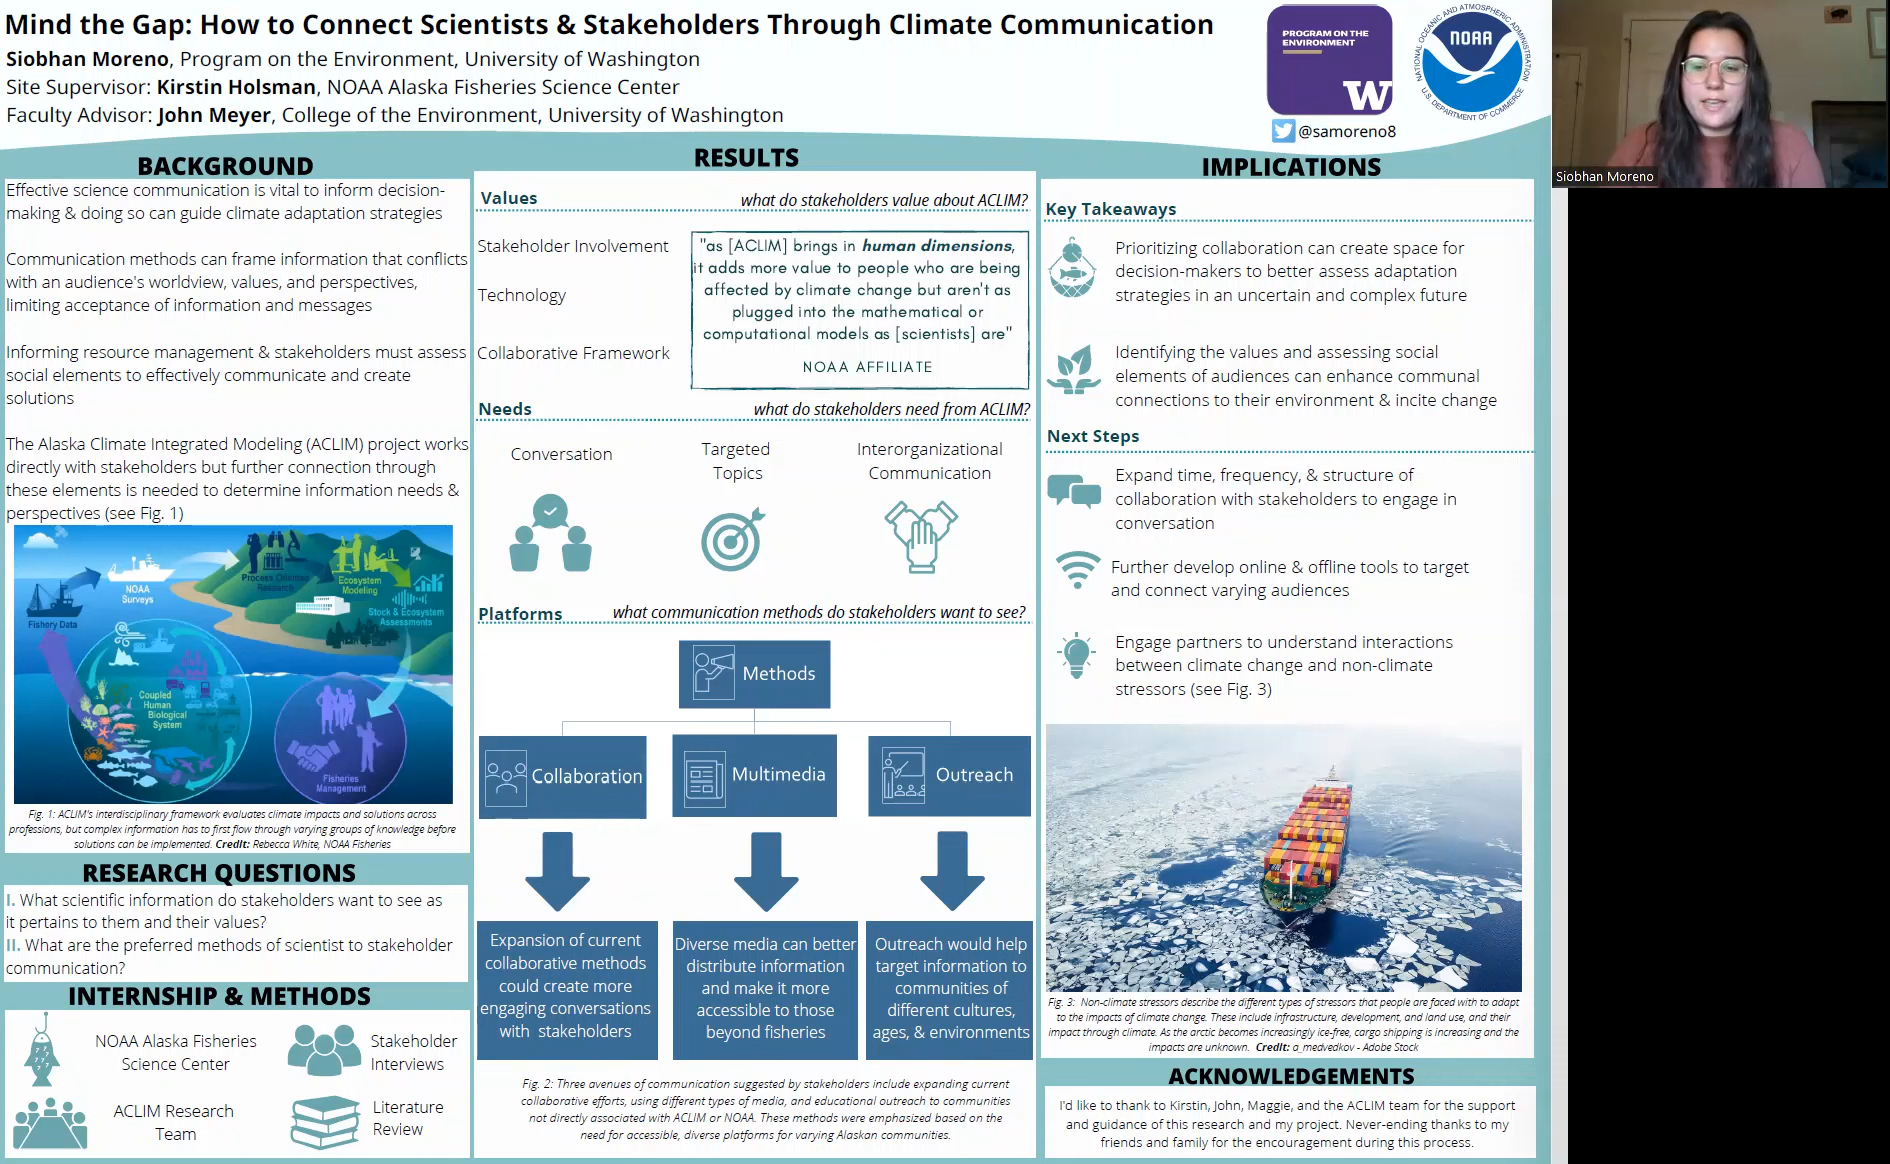 Mind the Gap: How to Connect Scientists & Stakeholders Through Climate Communication
Siobhan Moreno, Program on the Environment, University of Washington
Site Supervisor: Kirstin Holsman, NOAA Alaska Fisheries Science Center
Faculty Advisor: John Meyer, College of the Environment, University of Washington
PROGRAM ON THE
ENVIRONMENT
W
@samoreno8
NATIONAL OCEANIC AND ATMOSPHERIC ADMINISTRATION
NOAA
U.S. DEPARTMENT OF COMMERCE
Siobhan Moreno
BACKGROUND
Effective science communication is vital to inform decision-
making & doing so can guide climate adaptation strategies
Communication methods can frame information that conflicts
with an audience's worldview, values, and perspectives,
limiting acceptance of information and messages
Informing resource management & stakeholders must assess
social elements to effectively communicate and create
solutions
The Alaska Climate Integrated Modeling (ACLIM) project works
directly with stakeholders but further connection through
these elements is needed to determine information needs &
perspectives (see Fig. 1)
NOAA
Surveys
Fishery Data
Process Oriented
Research
Ecosystem
Modeling
Stock & Ecosystem
Assessments
Coupled
Human
Biological
System
Fisheries
Management
Fig. 1: ACLIM's interdisciplinary framework evaluates climate impacts and solutions across
professions, but complex information has to first flow through varying groups of knowledge before
solutions can be implemented. Credit: Rebecca White, NOAA Fisheries
RESEARCH QUESTIONS
I. What scientific information do stakeholders want to see as
it pertains to them and their values?
II. What are the preferred methods of scientist to stakeholder
communication?
INTERNSHIP & METHODS
NOAA Alaska Fisheries
Science Center
Stakeholder
Interviews
ACLIM Research
Team
Literature
Review
RESULTS
Values
what do stakeholders value about ACLIM?
Stakeholder Involvement
Technology
Collaborative Framework
"as [ACLIM] brings in human dimensions,
it adds more value to people who are being
affected by climate change but aren't as
plugged into the mathematical or
computational models as [scientists] are"
NOAA AFFILIATE
Needs
what do stakeholders need from ACLIM?
Conversation
Targeted
Topics
Interorganizational
Communication
Platforms
what communication methods do stakeholders want to see?
Methods
Collaboration
Multimedia
Outreach
Expansion of current
collaborative methods
could create more
engaging conversations
with stakeholders
Diverse media can better
distribute information
and make it more
accessible to those
beyond fisheries
Outreach would help
target information to
communities of
different cultures,
ages, & environments
Fig. 2: Three avenues of communication suggested by stakeholders include expanding current
collaborative efforts, using different types of media, and educational outreach to communities
not directly associated with ACLIM or NOAA. These methods were emphasized based on the
need for accessible, diverse platforms for varying Alaskan communities.
IMPLICATIONS
Key Takeaways
Prioritizing collaboration can create space for
decision-makers to better assess adaptation
strategies in an uncertain and complex future
Identifying the values and assessing social
elements of audiences can enhance communal
connections to their environment & incite change
Next Steps
Expand time, frequency, & structure of
collaboration with stakeholders to engage in
conversation
Further develop online & offline tools to target
and connect varying audiences
Engage partners to understand interactions
between climate change and non-climate
stressors (see Fig. 3)
Fig. 3: Non-climate stressors describe the different types of stressors that people are faced with to adapt
to the impacts of climate change. These include infrastructure, development, and land use, and their
impact through climate. As the arctic becomes increasingly ice-free, cargo shipping is increasing and the
impacts are unknown. Credit: a_medvedkov - Adobe Stock
ACKNOWLEDGEMENTS
I'd like to thank to Kirstin, John, Maggie, and the ACLIM team for the support
and guidance of this research and my project. Never-ending thanks to my
friends and family for the encouragement during this process.